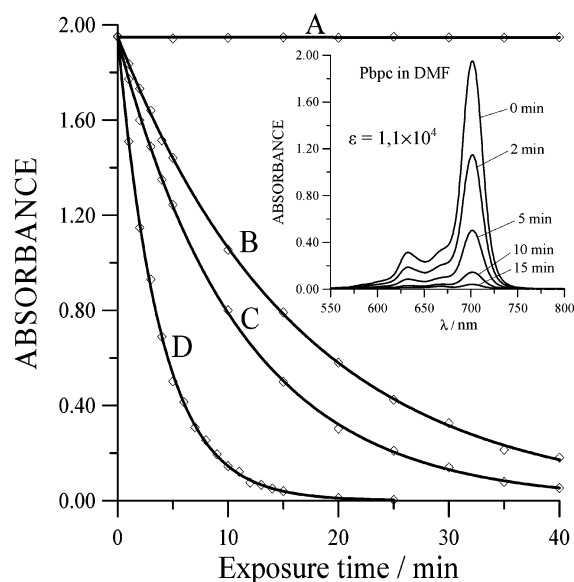 2.00
1.60
1.20
0.80
0.40
0.00
ABSORBANCE
0
10
20
30
40
Exposure time / min
A
B
C
D
2.00
1.60
1.20
0.80
0.40
0.00
ABSORBANCE
Pbpc in DMF
ε = 1,1×10⁴
0 min
2 min
5 min
10 min
15 min
550
600
650
700
750
800
λ / nm